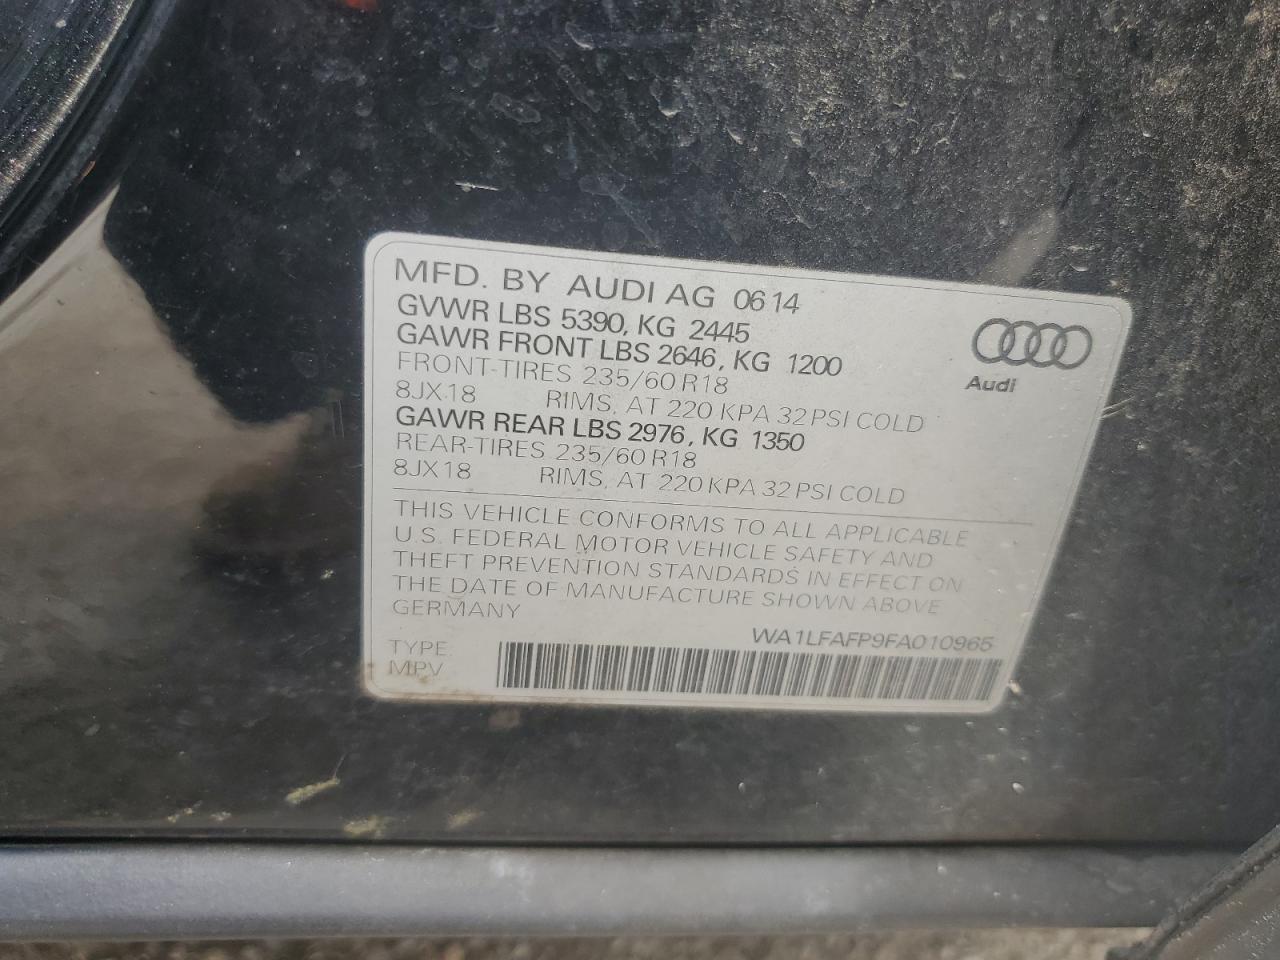 MFD. BY AUDI AG 06 14
GVWR LBS 5390, KG 2445
GAWR FRONT LBS 2646, KG 1200
FRONT-TIRES 235/60 R18
8JX18 RIMS, AT 220 KPA 32 PSI COLD
GAWR REAR LBS 2976, KG 1350
REAR-TIRES 235/60 R18
8JX18 RIMS, AT 220 KPA 32 PSI COLD
Audi
THIS VEHICLE CONFORMS TO ALL APPLICABLE
U.S. FEDERAL MOTOR VEHICLE SAFETY AND
THEFT PREVENTION STANDARDS IN EFFECT ON
THE DATE OF MANUFACTURE SHOWN ABOVE
GERMANY
WA1LFAFP9FA010965
TYPE:
MPV